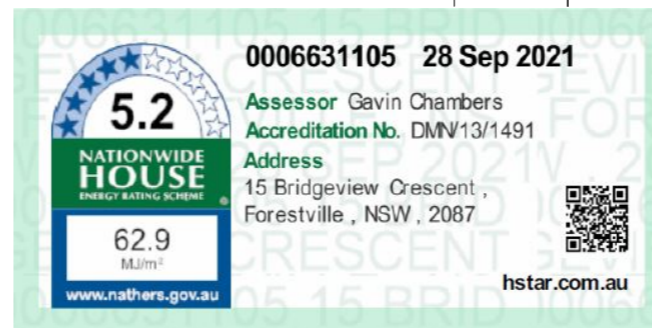 0006631105 28 Sep 2021
5.2
NATIONWIDE
HOUSE
ENERGY RATING SCHEME
62.9
MJ/m²
www.nathers.gov.au
Assessor Gavin Chambers
Accreditation No. DMN/13/1491
Address
15 Bridgeview Crescent ,
Forestville , NSW , 2087
hstar.com.au